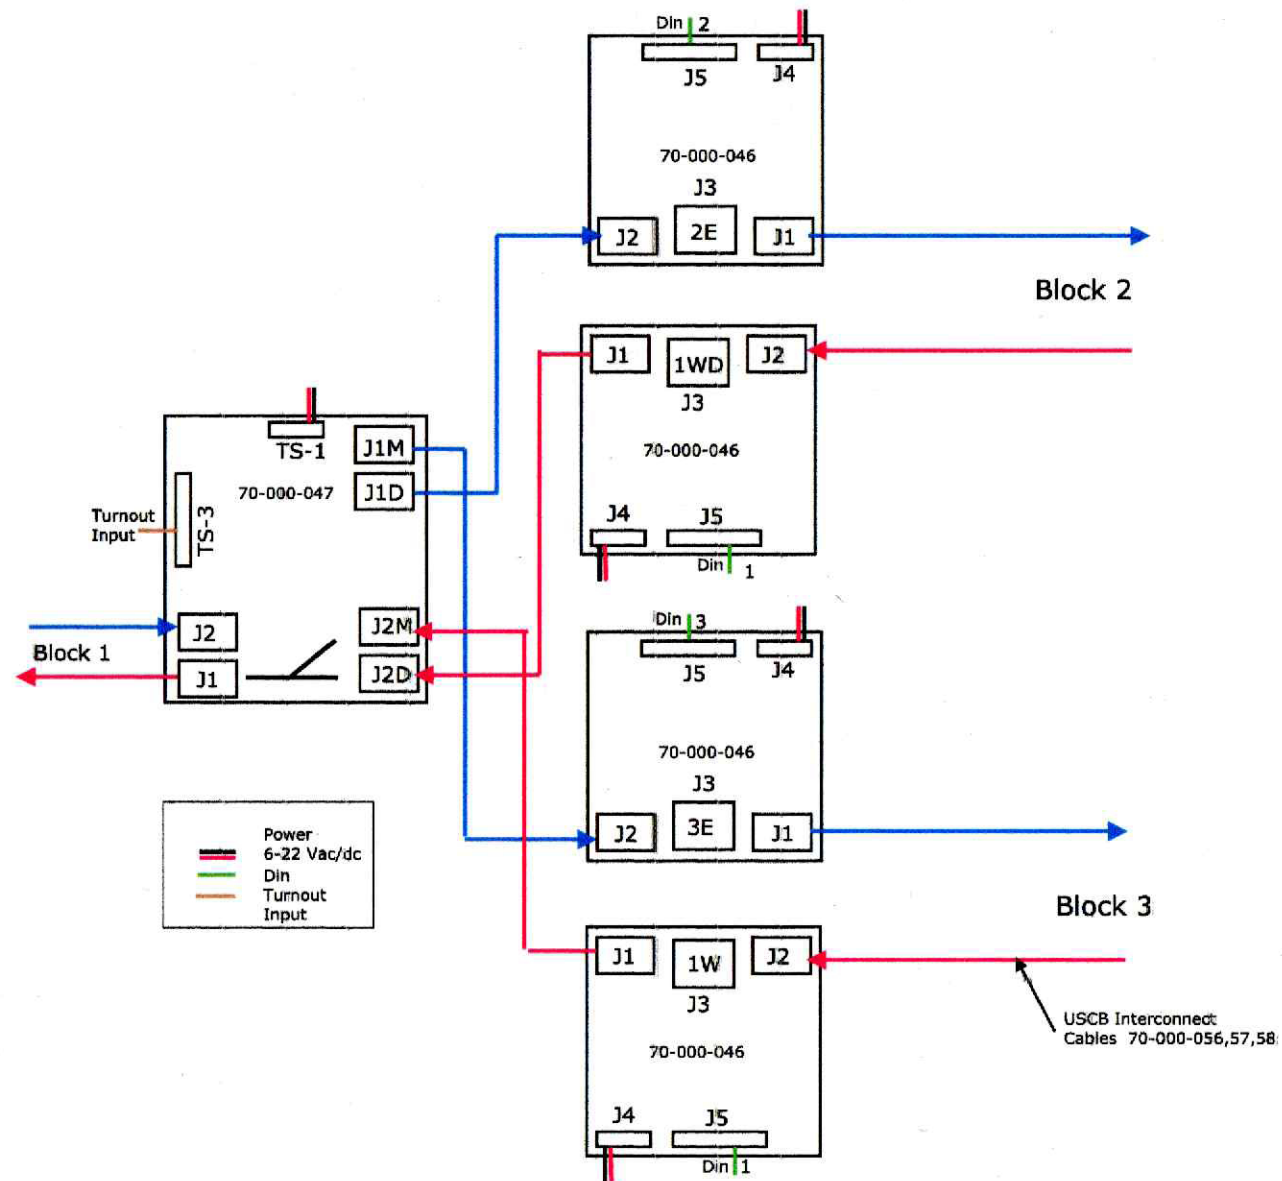 Din 2
J5
J4
70-000-046
J3
J2
2E
J1
Block 2
J1
1WD
J2
J3
70-000-046
J4
J5
Din 1
TS-1
J1M
70-000-047
J1D
Turnout
Input
TS-3
J2
J2M
Block 1
J1
J2D
Din 3
J5
J4
70-000-046
J3
J2
3E
J1
Power
6-22 Vac/dc
Din
Turnout
Input
Block 3
J1
1W
J2
J3
USCB Interconnect
Cables 70-000-056,57,58
70-000-046
J4
J5
Din 1